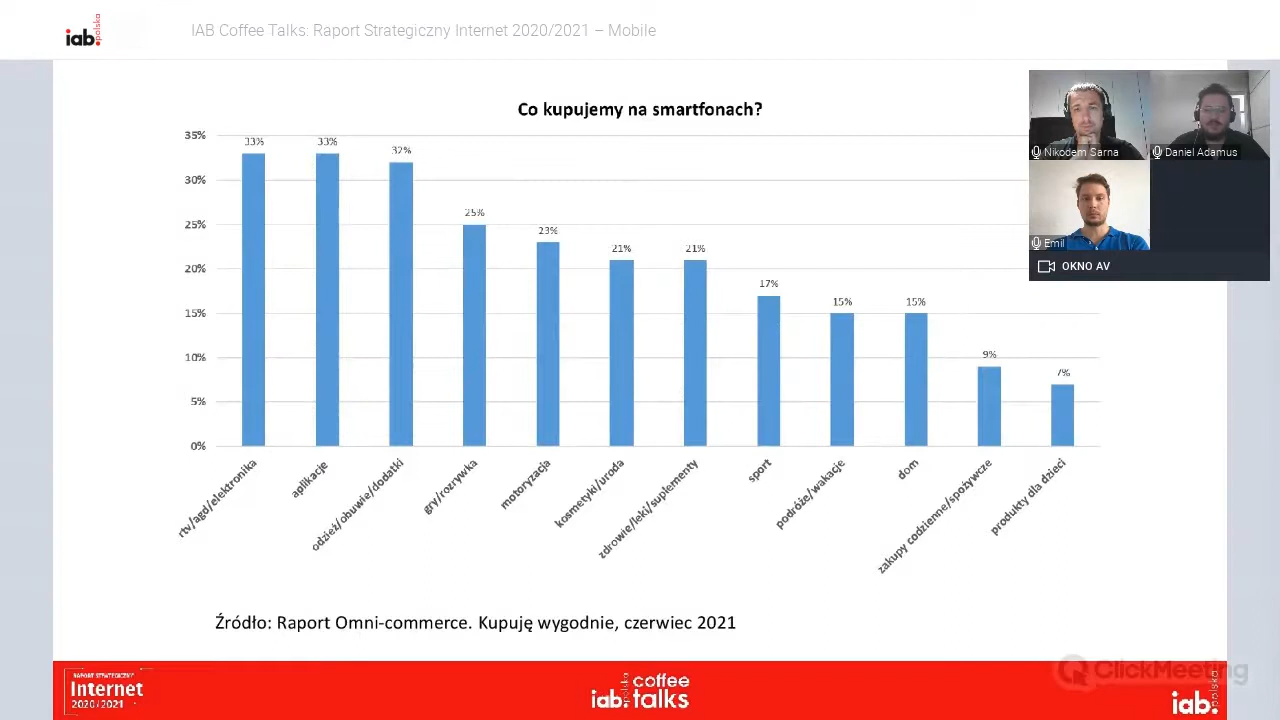 iab.polska
IAB Coffee Talks: Raport Strategiczny Internet 2020/2021 – Mobile
Co kupujemy na smartfonach?
35%
30%
25%
20%
15%
10%
5%
0%
33%
33%
32%
25%
23%
21%
21%
17%
15%
15%
9%
7%
rtv/agd/elektronika
aplikacje
odzież/obuwie/dodatki
gry/rozrywka
motoryzacja
kosmetyki/uroda
zdrowie/leki/suplementy
sport
podróże/wakacje
dom
zakupy codzienne/spożywcze
produkty dla dzieci
Nikodem Sarna
Daniel Adamus
Emil
OKNO AV
Źródło: Raport Omni-commerce. Kupuję wygodnie, czerwiec 2021
RAPORT STRATEGICZNY
Internet
2020/2021
iab.polska coffee talks
ClickMeeting
iab.polska